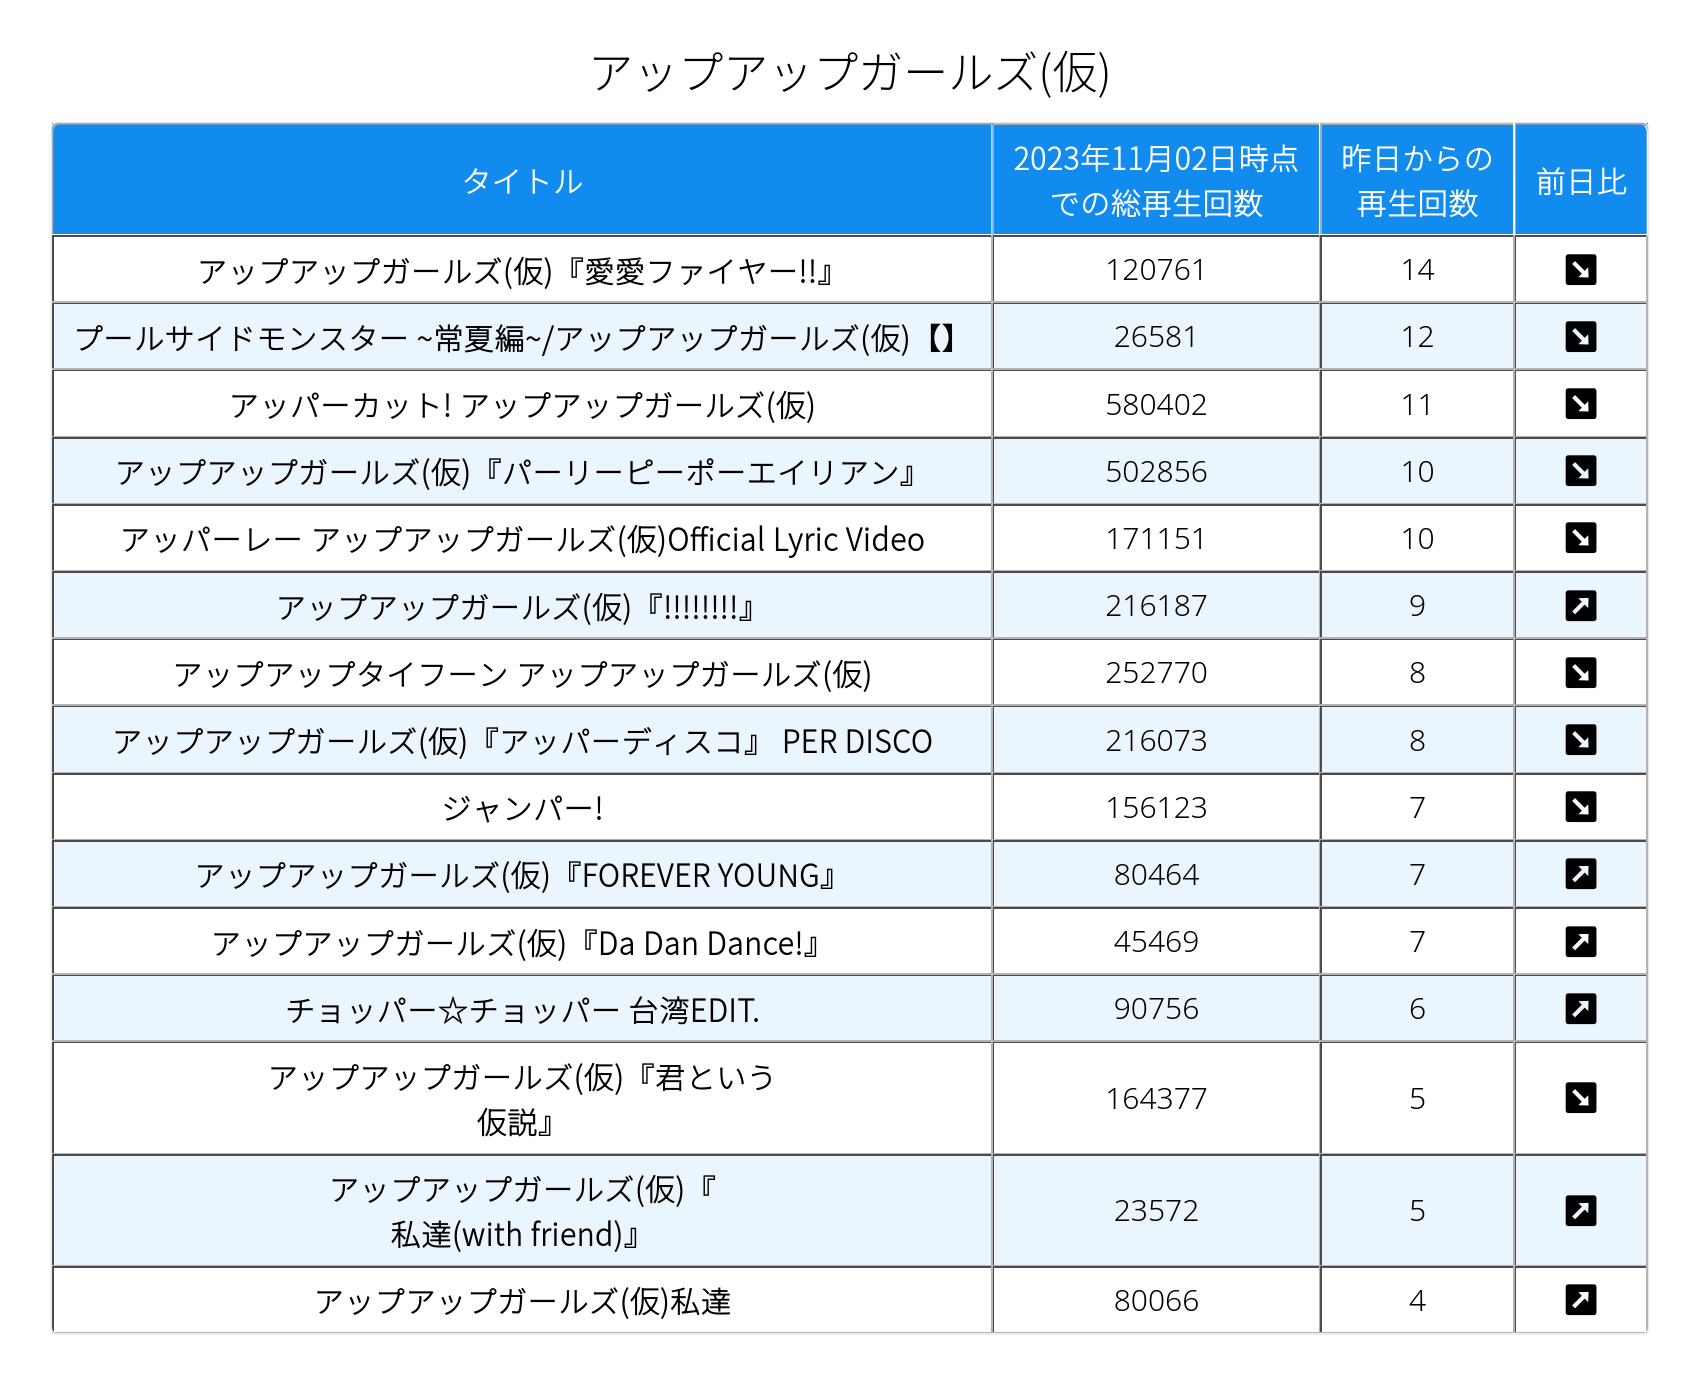 アップアップガールズ(仮)
タイトル
2023年11月02日時点
での総再生回数
昨日からの
再生回数
前日比
アップアップガールズ(仮)『愛愛ファイヤー!!』 120761 14
プールサイドモンスター ~常夏編~/アップアップガールズ(仮)【】 26581 12
アッパーカット! アップアップガールズ(仮) 580402 11
アップアップガールズ(仮)『パーリーピーポーエイリアン』 502856 10
アッパーレー アップアップガールズ(仮)Official Lyric Video 171151 10
アップアップガールズ(仮)『!!!!!!!!』 216187 9
アップアップタイフーン アップアップガールズ(仮) 252770 8
アップアップガールズ(仮)『アッパーディスコ』 PER DISCO 216073 8
ジャンパー! 156123 7
アップアップガールズ(仮)『FOREVER YOUNG』 80464 7
アップアップガールズ(仮)『Da Dan Dance!』 45469 7
チョッパー☆チョッパー 台湾EDIT. 90756 6
アップアップガールズ(仮)『君という
仮説』 164377 5
アップアップガールズ(仮)『
私達(with friend)』 23572 5
アップアップガールズ(仮)私達 80066 4